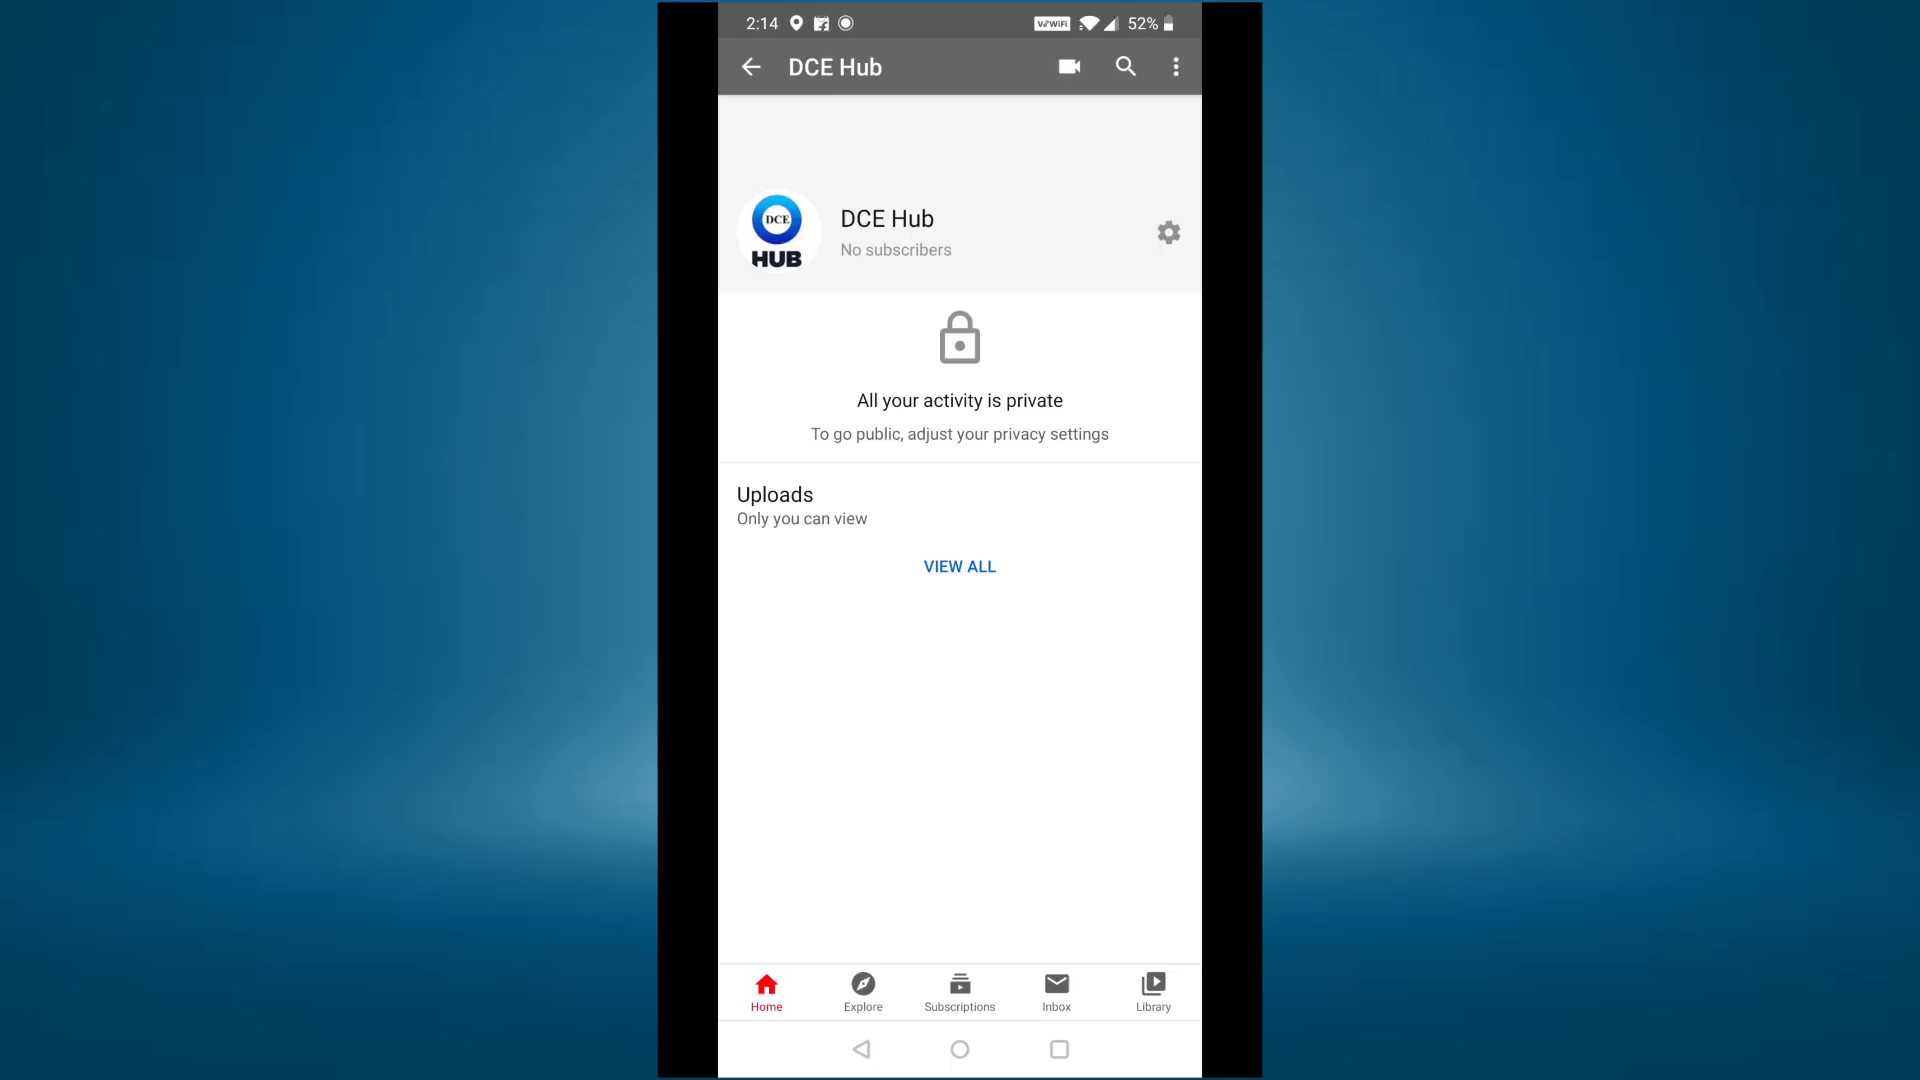 2:14 VoWiFi 52%
DCE Hub
DCE
HUB
DCE Hub
No subscribers
All your activity is private
To go public, adjust your privacy settings
Uploads
Only you can view
VIEW ALL
Home Explore Subscriptions Inbox Library